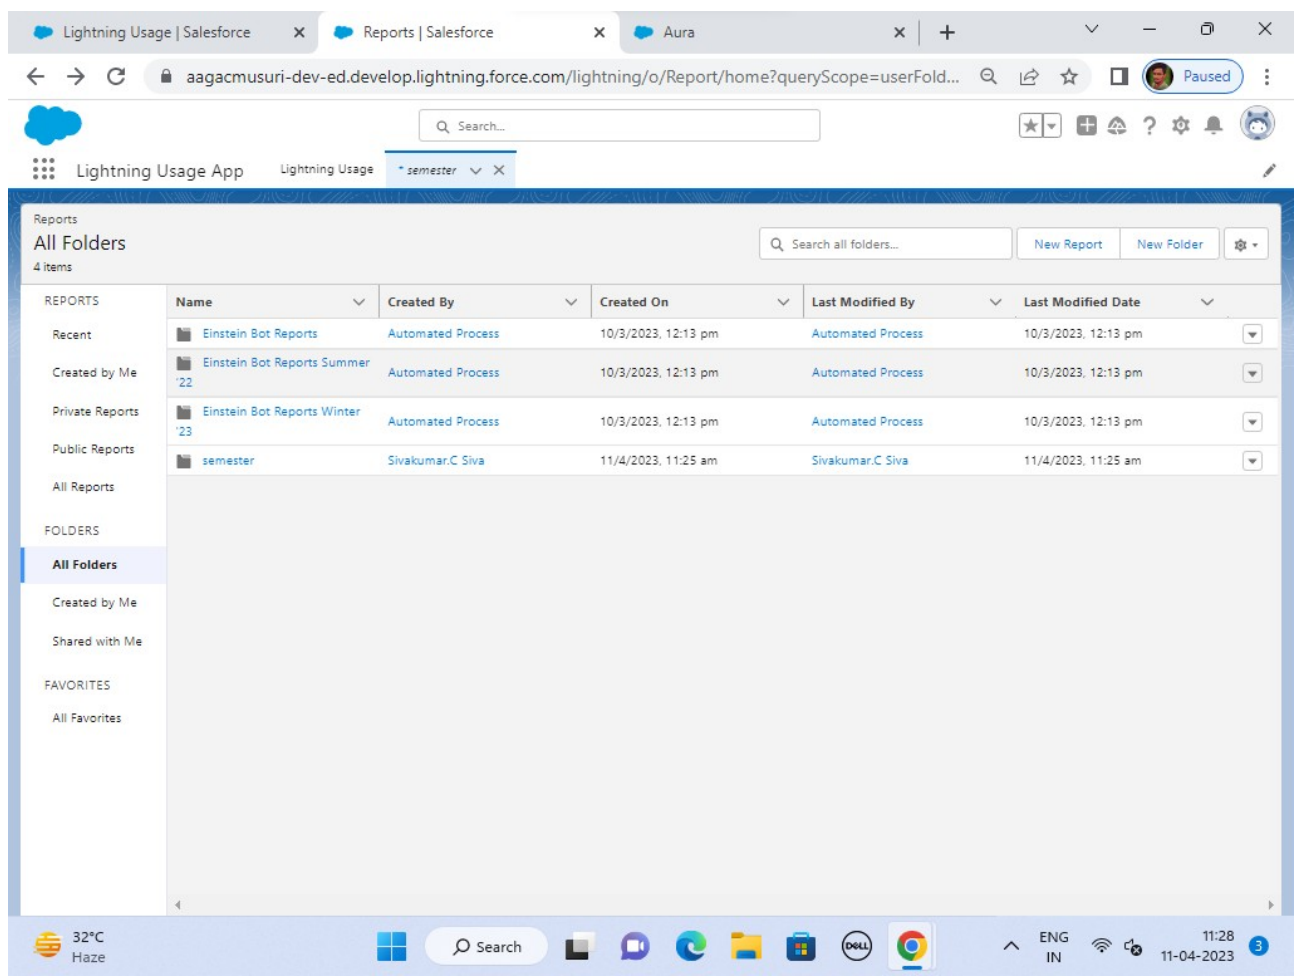 Lightning Usage | Salesforce
Reports | Salesforce
Aura
aagacmusuri-dev-ed.develop.lightning.force.com/lightning/o/Report/home?queryScope=userFold...
Paused
Search...
Lightning Usage App
Lightning Usage
* semester
Reports
All Folders
4 items
Search all folders...
New Report
New Folder
REPORTS
Recent
Created by Me
Private Reports
Public Reports
All Reports
FOLDERS
All Folders
Created by Me
Shared with Me
FAVORITES
All Favorites
Name Created By Created On Last Modified By Last Modified Date
Einstein Bot Reports Automated Process 10/3/2023, 12:13 pm Automated Process 10/3/2023, 12:13 pm
Einstein Bot Reports Summer
'22 Automated Process 10/3/2023, 12:13 pm Automated Process 10/3/2023, 12:13 pm
Einstein Bot Reports Winter
'23 Automated Process 10/3/2023, 12:13 pm Automated Process 10/3/2023, 12:13 pm
semester Sivakumar.C Siva 11/4/2023, 11:25 am Sivakumar.C Siva 11/4/2023, 11:25 am
32°C
Haze
Search
DELL
ENG
IN
11:28
11-04-2023
3